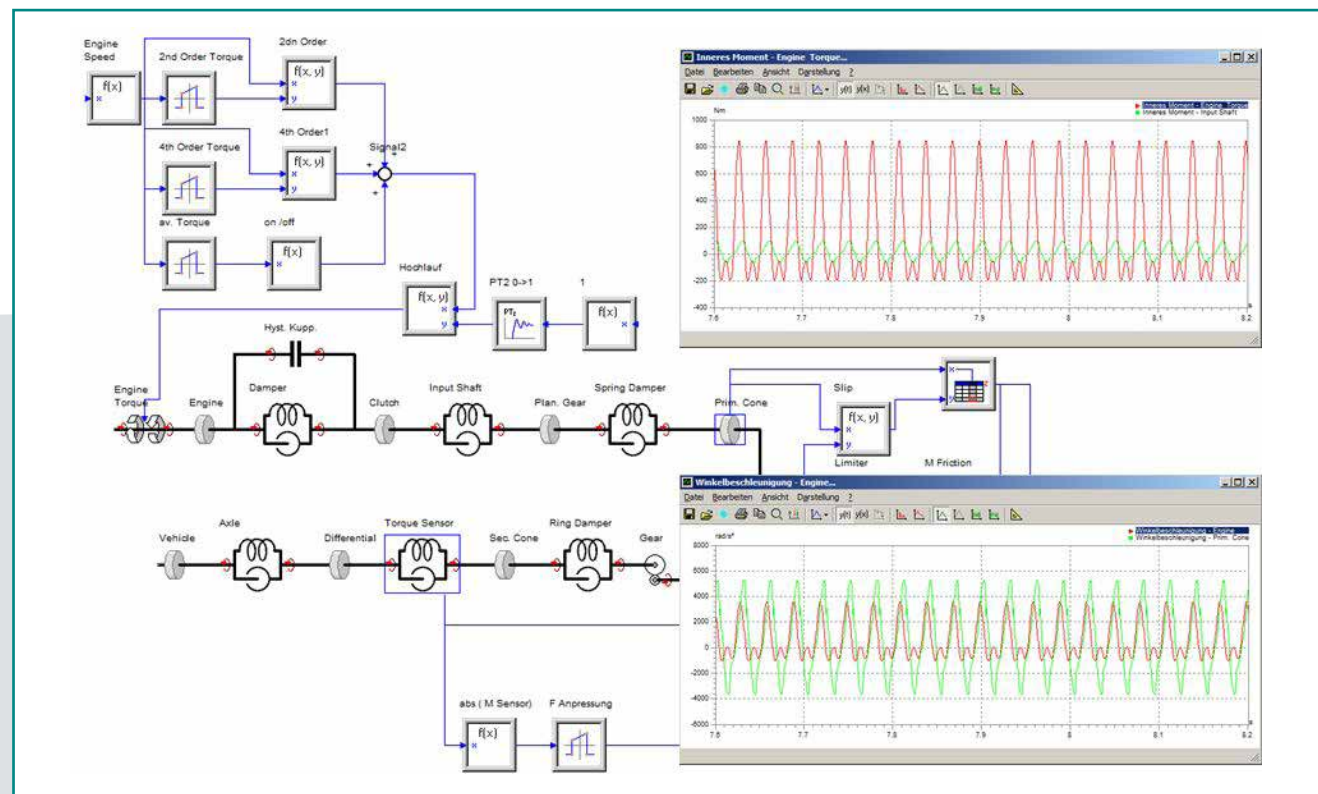 Engine
Speed
2nd Order Torque
2dn Order
f(x)
x
f(x, y)
x
y
4th Order Torque
4th Order1
f(x, y)
x
y
Signal2
+
+
+
av. Torque
on /off
f(x)
x
Hochlauf
f(x, y)
x
y
PT2 0->1
PT₂
1
f(x)
x
Hyst. Kupp.
Engine
Torque
Engine
Damper
Clutch
Input Shaft
Plan. Gear
Spring Damper
Prim. Cone
Slip
f(x, y)
x
y
x
y
z
Limiter
M Friction
Vehicle
Axle
Differential
Torque Sensor
Sec. Cone
Ring Damper
Gear
abs ( M Sensor)
f(x)
x
F Anpressung
Inneres Moment - Engine Torque...
Datei Bearbeiten Ansicht Darstellung ?
y(t) y(x)
Nm
Inneres Moment - Engine Torque
Inneres Moment - Input Shaft
1000
800
600
400
200
0
-200
-400
7.6 7.7 7.8 7.9 8 8.1 8.2
s
Winkelbeschleunigung - Engine...
Datei Bearbeiten Ansicht Darstellung ?
y(t) y(x)
rad/s²
Winkelbeschleunigung - Engine
Winkelbeschleunigung - Prim. Cone
8000
6000
4000
2000
0
-2000
-4000
-6000
7.6 7.7 7.8 7.9 8 8.1 8.2
s